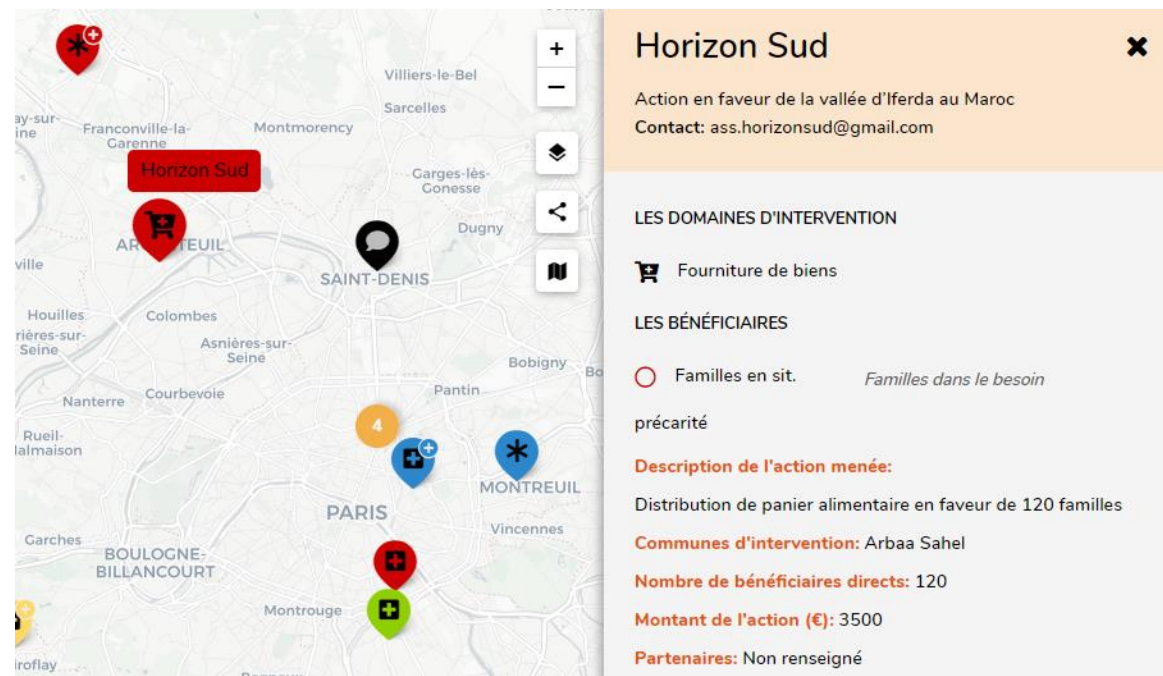 Villiers-le-Bel
Sarcelles
Franconville-la-
Garenne
Montmorency
Horizon Sud
Garges-lès-
Gonesse
Dugny
SAINT-DENIS
Houilles
Colombes
Asnières-sur-
Seine
Seine
Bobigny
Nanterre
Courbevoie
Pantin
4
Rueil-
MONTREUIL
PARIS
Vincennes
Garches
BOULOGNE-
BILLANCOURT
Montrouge
+
−
Horizon Sud
Action en faveur de la vallée d'Iferda au Maroc
Contact: ass.horizonsud@gmail.com
LES DOMAINES D'INTERVENTION
Fourniture de biens
LES BÉNÉFICIAIRES
Familles en sit. Familles dans le besoin
précarité
Description de l'action menée:
Distribution de panier alimentaire en faveur de 120 familles
Communes d'intervention: Arbaa Sahel
Nombre de bénéficiaires directs: 120
Montant de l'action (€): 3500
Partenaires: Non renseigné